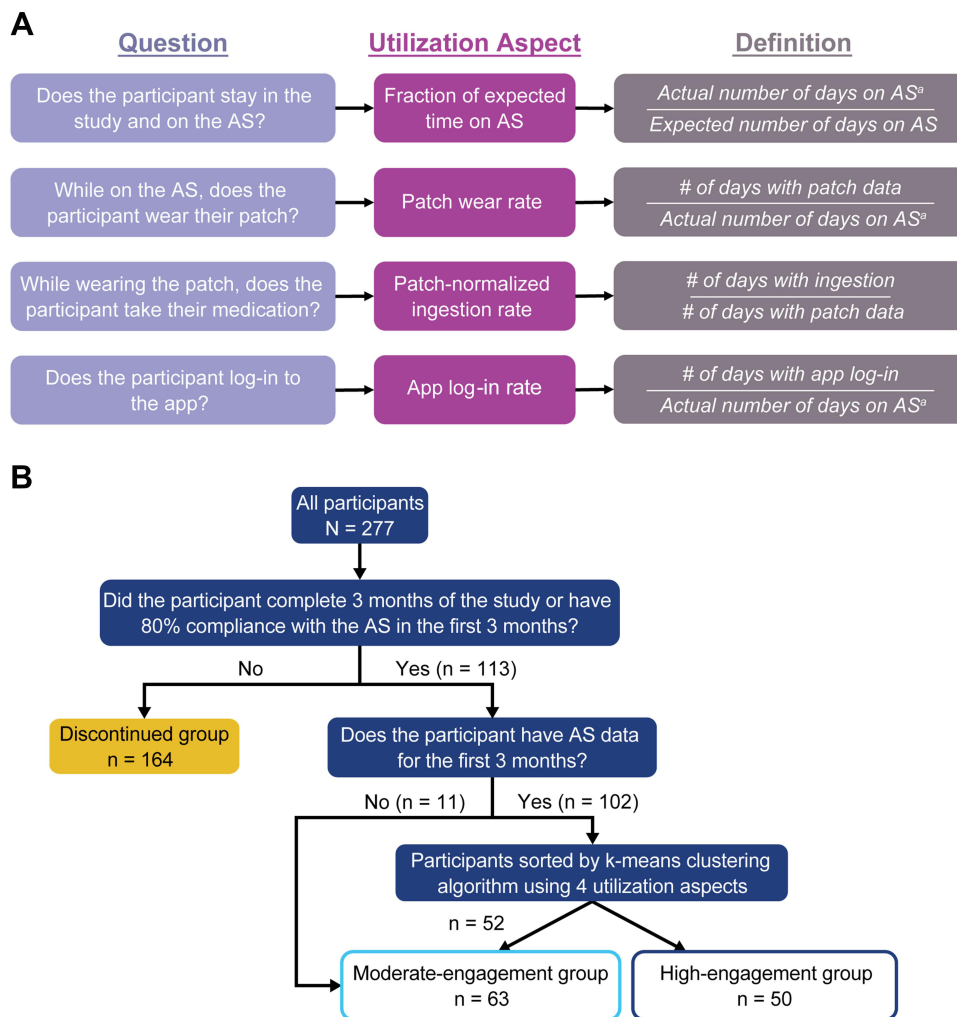 A
Question
Utilization Aspect
Definition
Does the participant stay in the
study and on the AS?
Fraction of expected
time on AS
Actual number of days on ASᵃ
Expected number of days on AS
While on the AS, does the
participant wear their patch?
Patch wear rate
# of days with patch data
Actual number of days on ASᵃ
While wearing the patch, does the
participant take their medication?
Patch-normalized
ingestion rate
# of days with ingestion
# of days with patch data
Does the participant log-in to
the app?
App log-in rate
# of days with app log-in
Actual number of days on ASᵃ
B
All participants
N = 277
Did the participant complete 3 months of the study or have
80% compliance with the AS in the first 3 months?
No
Yes (n = 113)
Discontinued group
n = 164
Does the participant have AS data
for the first 3 months?
No (n = 11)
Yes (n = 102)
Participants sorted by k-means clustering
algorithm using 4 utilization aspects
n = 52
Moderate-engagement group
n = 63
High-engagement group
n = 50